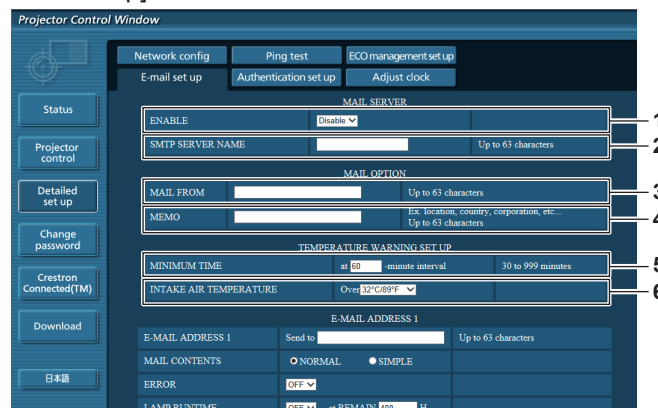 Projector Control Window
Network config Ping test ECO management set up
E-mail set up Authentication set up Adjust clock
Status
Projector control
Detailed set up
Change password
Crestron Connected(TM)
Download
日本語
MAIL SERVER
ENABLE Disable 1
SMTP SERVER NAME Up to 63 characters 2
MAIL OPTION
MAIL FROM Up to 63 characters 3
MEMO Ex. location, country, corporation, etc... 4
Up to 63 characters
TEMPERATURE WARNING SET UP
MINIMUM TIME at 60 -minute interval 30 to 999 minutes 5
INTAKE AIR TEMPERATURE Over 32°C/89°F 6
E-MAIL ADDRESS 1
E-MAIL ADDRESS 1 Send to Up to 63 characters
MAIL CONTENTS NORMAL SIMPLE
ERROR OFF
LAMP RUNTIME OFF at REMAIN 400 H